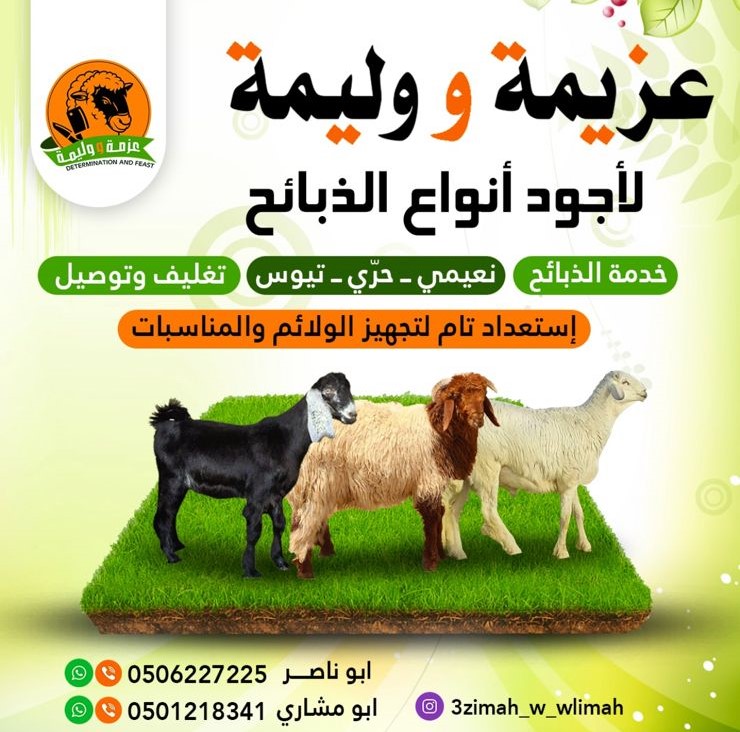 عزيمة و وليمة
عزمة و وليمة
DETERMINATION AND FEAST
لأجود أنواع الذبائح
خدمة الذبائح
نعيمي - حرّي - تيوس
تغليف وتوصيل
إستعداد تام لتجهيز الولائم والمناسبات
ابو ناصر 0506227225
ابو مشاري 0501218341
3zimah_w_wlimah